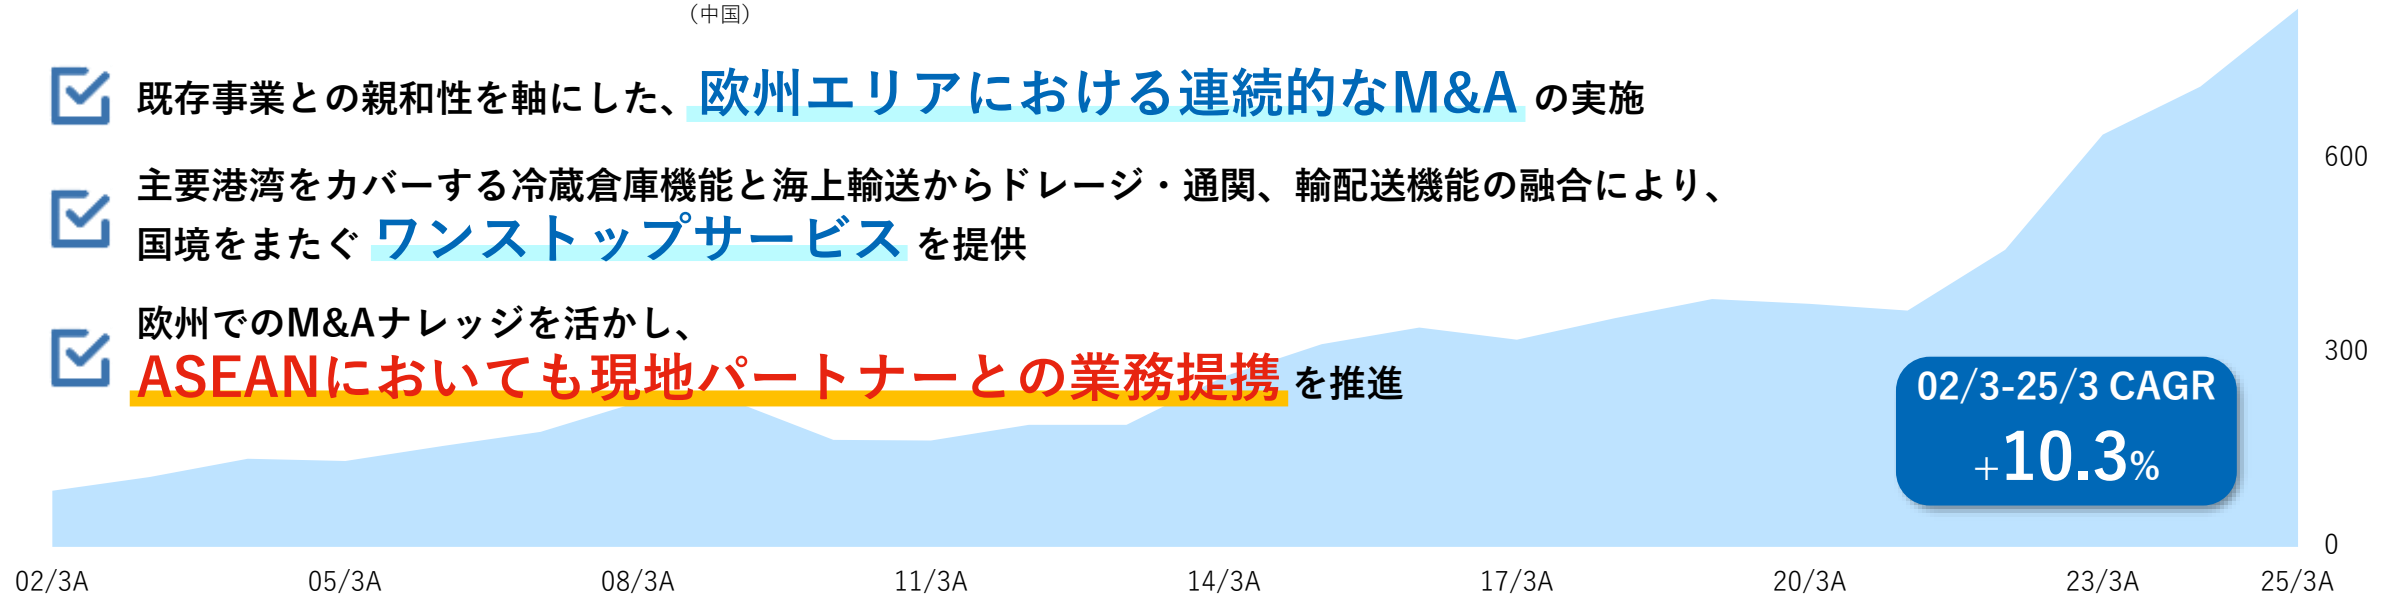 （中国）
既存事業との親和性を軸にした、欧州エリアにおける連続的なM&A の実施
主要港湾をカバーする冷蔵倉庫機能と海上輸送からドレージ・通関、輸配送機能の融合により、
国境をまたぐ ワンストップサービス を提供
欧州でのM&Aナレッジを活かし、
ASEANにおいても現地パートナーとの業務提携 を推進
600
300
0
02/3-25/3 CAGR
+10.3%
02/3A 05/3A 08/3A 11/3A 14/3A 17/3A 20/3A 23/3A 25/3A